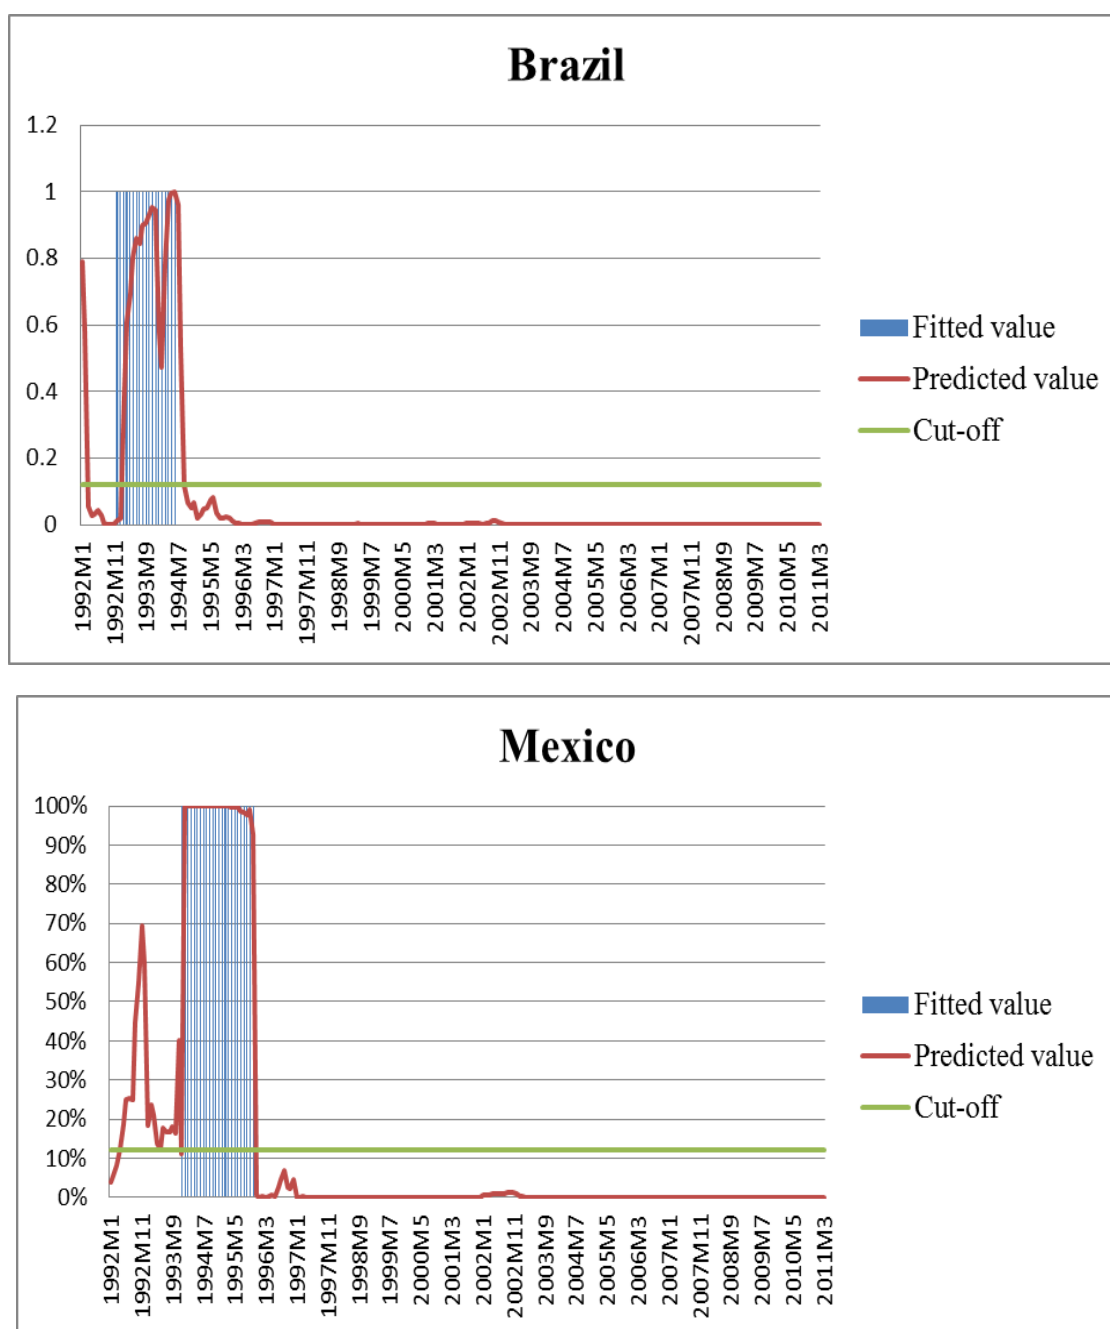 Brazil
1.2
1
0.8
0.6
0.4
0.2
0
1992M1
1992M11
1993M9
1994M7
1995M5
1996M3
1997M1
1997M11
1998M9
1999M7
2000M5
2001M3
2002M1
2002M11
2003M9
2004M7
2005M5
2006M3
2007M1
2007M11
2008M9
2009M7
2010M5
2011M3
Fitted value
Predicted value
Cut-off
Mexico
100%
90%
80%
70%
60%
50%
40%
30%
20%
10%
0%
1992M1
1992M11
1993M9
1994M7
1995M5
1996M3
1997M1
1997M11
1998M9
1999M7
2000M5
2001M3
2002M1
2002M11
2003M9
2004M7
2005M5
2006M3
2007M1
2007M11
2008M9
2009M7
2010M5
2011M3
Fitted value
Predicted value
Cut-off